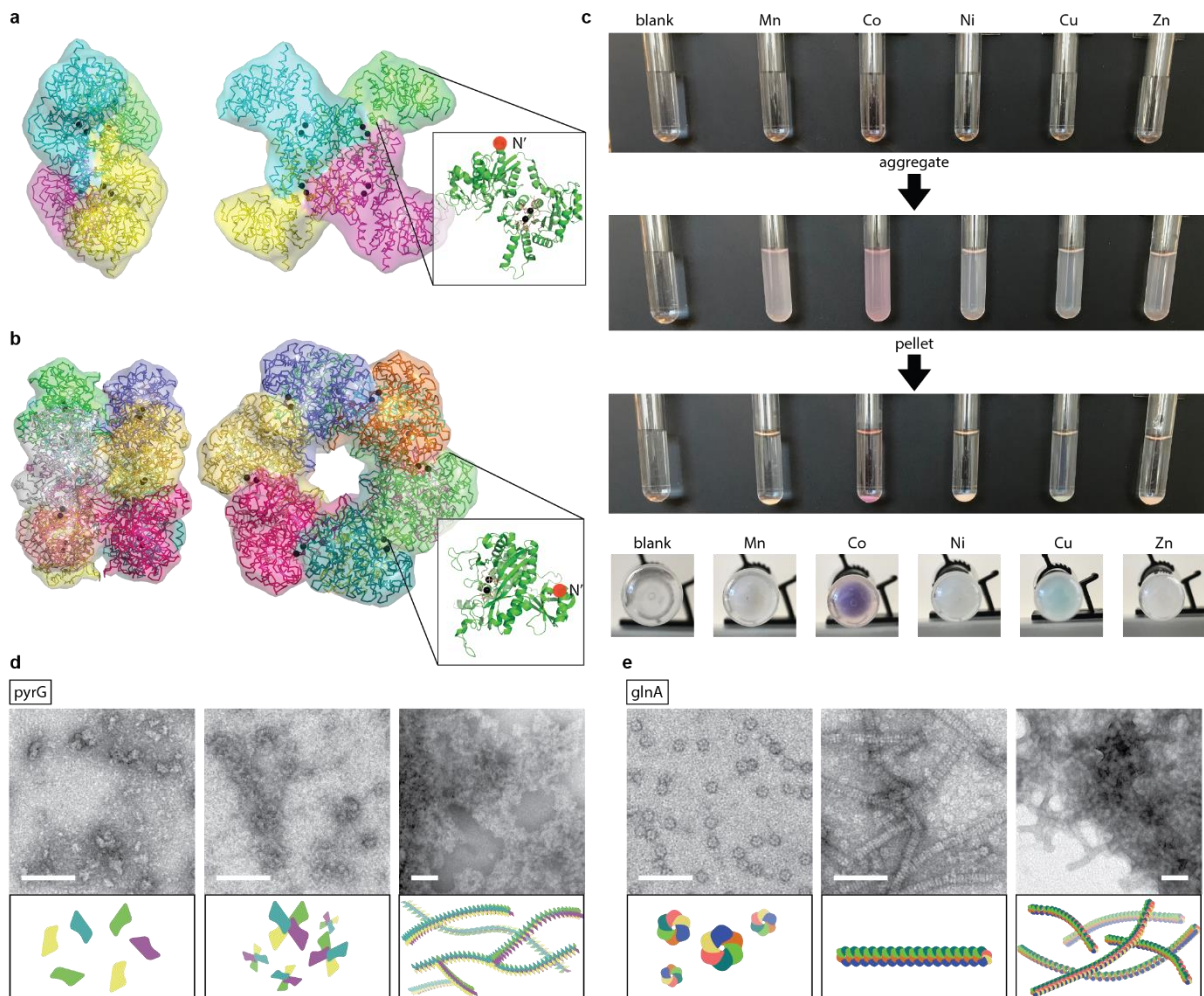 a
N'
b
N'
c
blank Mn Co Ni Cu Zn
aggregate
pellet
blank Mn Co Ni Cu Zn
d
pyrG
e
glnA